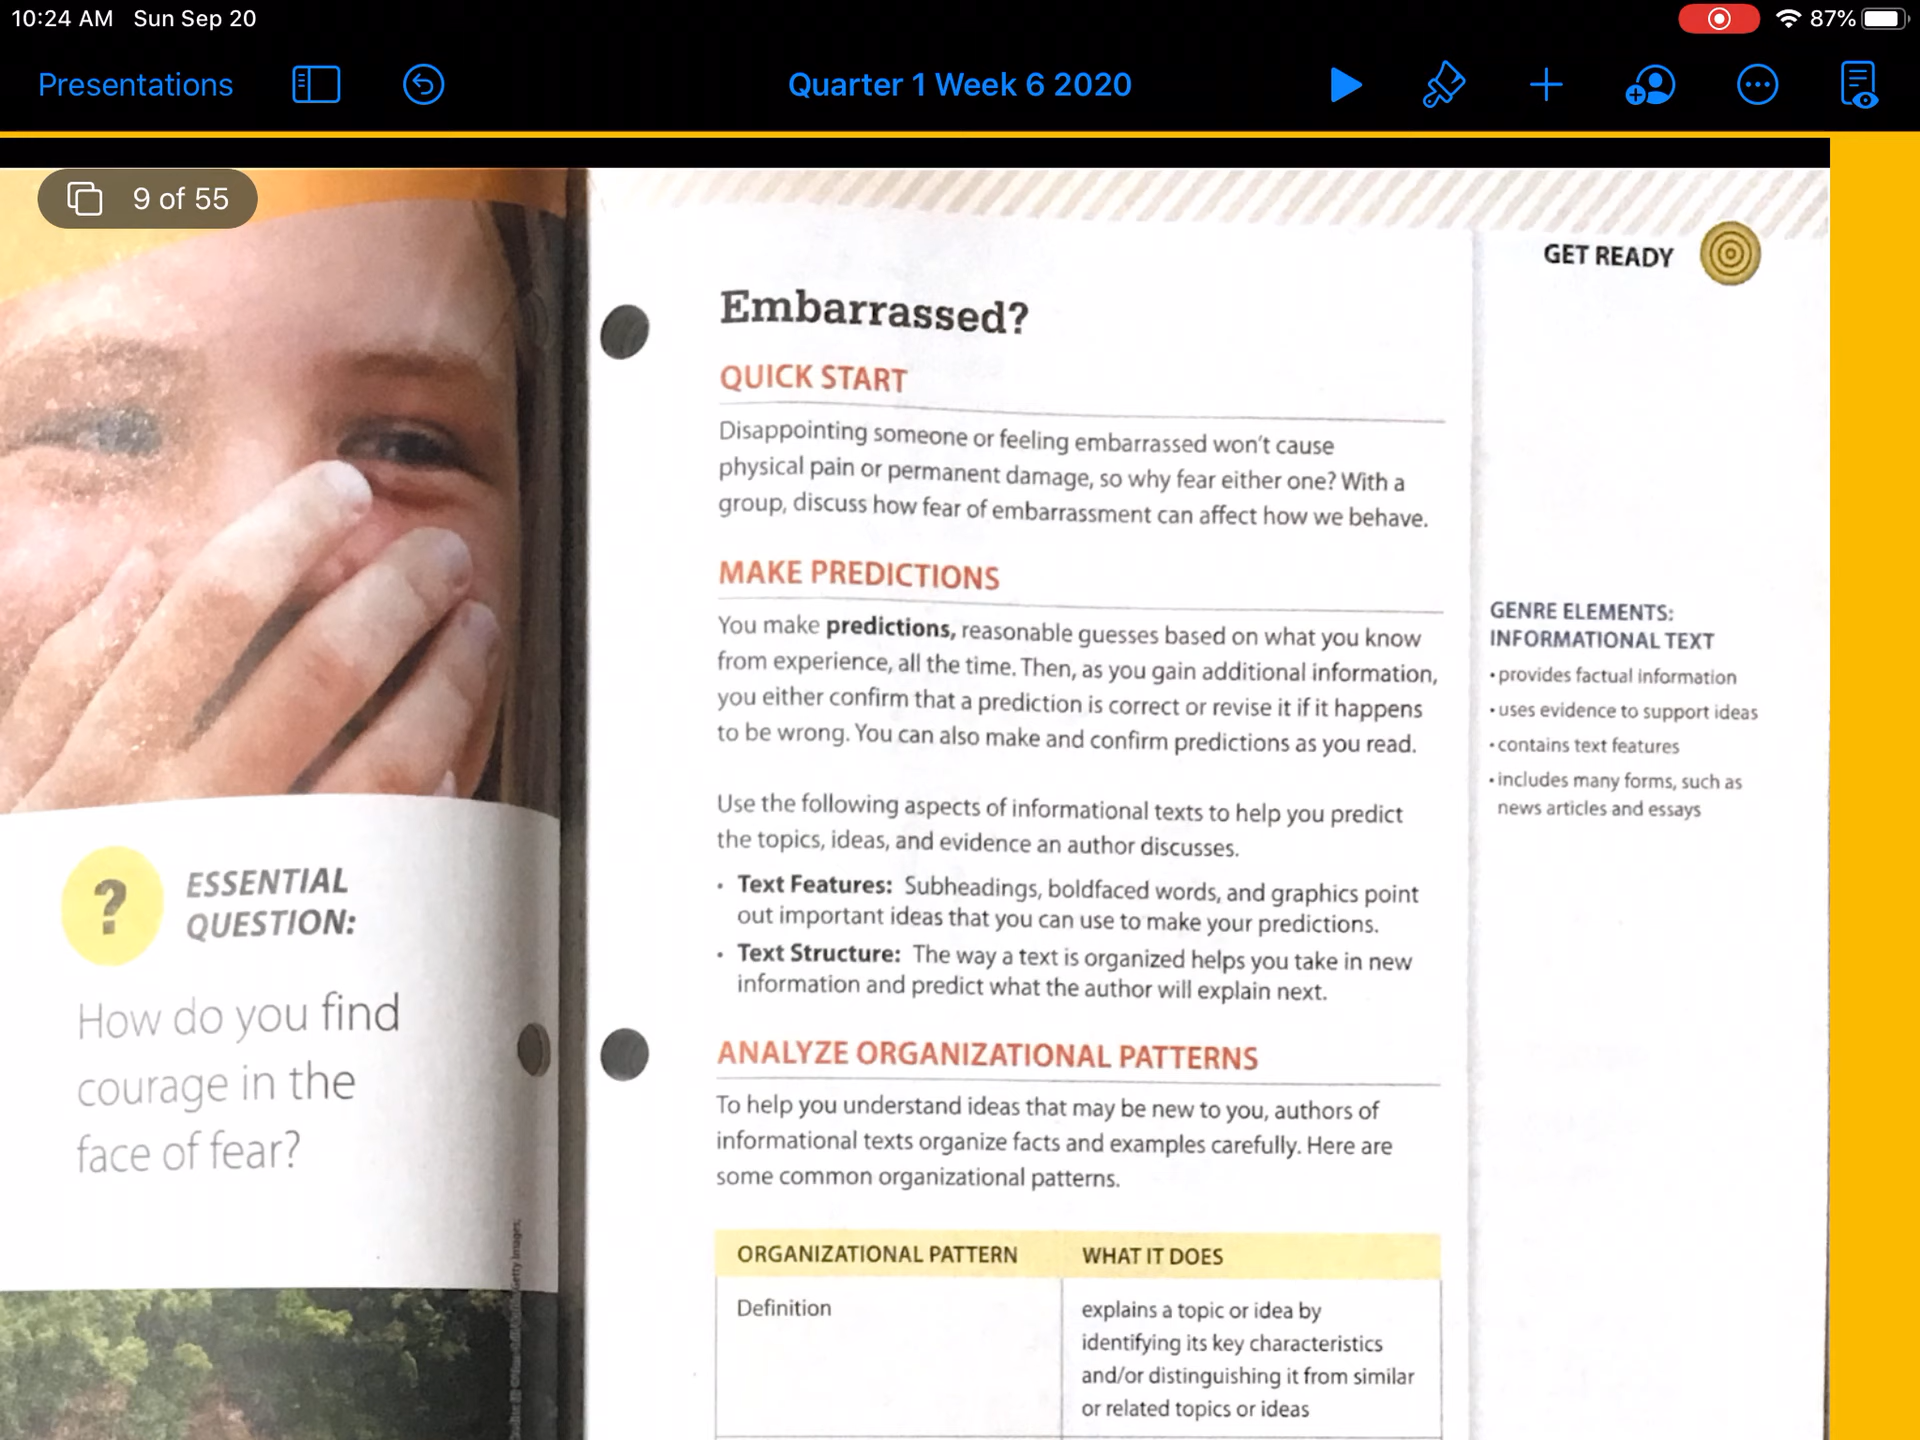 10:24 AM Sun Sep 20
87%
Presentations
Quarter 1 Week 6 2020
9 of 55
GET READY
Embarrassed?
QUICK START
Disappointing someone or feeling embarrassed won't cause
physical pain or permanent damage, so why fear either one? With a
group, discuss how fear of embarrassment can affect how we behave.
MAKE PREDICTIONS
You make predictions, reasonable guesses based on what you know
from experience, all the time. Then, as you gain additional information,
you either confirm that a prediction is correct or revise it if it happens
to be wrong. You can also make and confirm predictions as you read.
Use the following aspects of informational texts to help you predict
the topics, ideas, and evidence an author discusses.
• Text Features: Subheadings, boldfaced words, and graphics point
out important ideas that you can use to make your predictions.
• Text Structure: The way a text is organized helps you take in new
information and predict what the author will explain next.
ANALYZE ORGANIZATIONAL PATTERNS
To help you understand ideas that may be new to you, authors of
informational texts organize facts and examples carefully. Here are
some common organizational patterns.
ORGANIZATIONAL PATTERN WHAT IT DOES
Definition
explains a topic or idea by
identifying its key characteristics
and/or distinguishing it from similar
or related topics or ideas
GENRE ELEMENTS:
INFORMATIONAL TEXT
• provides factual information
• uses evidence to support ideas
• contains text features
• includes many forms, such as
news articles and essays
?
ESSENTIAL
QUESTION:
How do you find
courage in the
face of fear?
Getty Images,